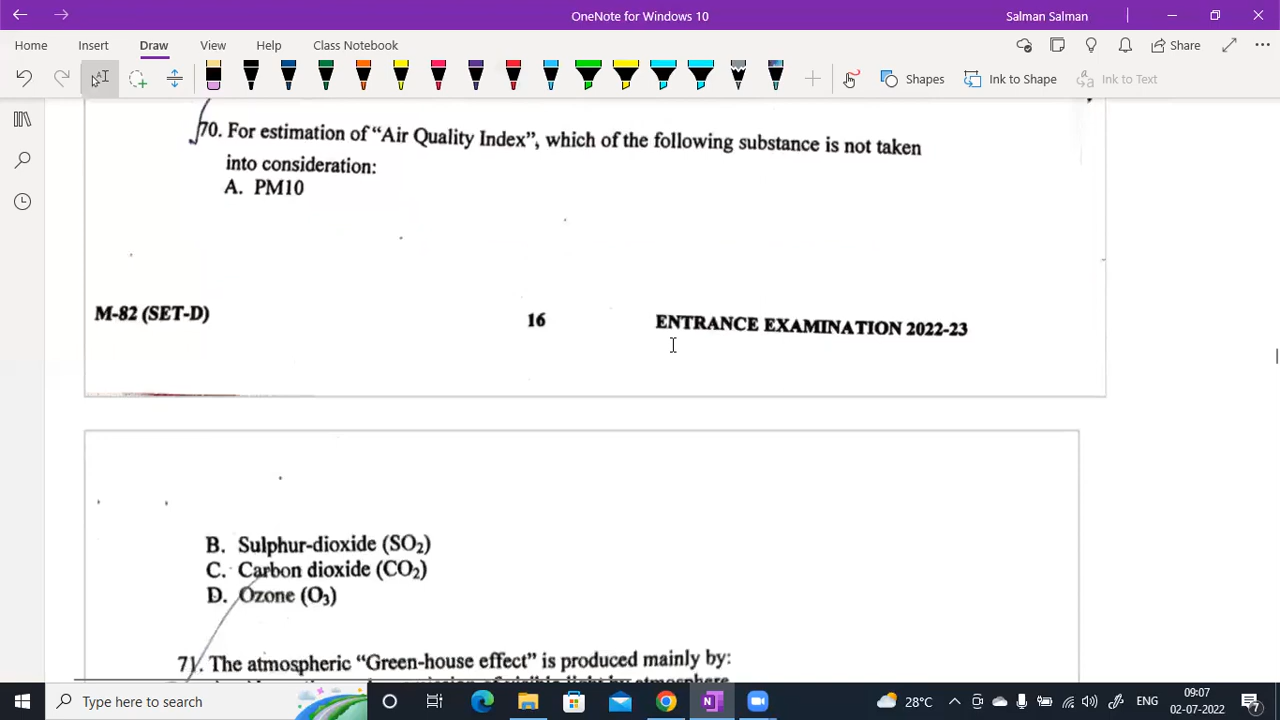 OneNote for Windows 10
Salman Salman
Home Insert Draw View Help Class Notebook
Share
Shapes Ink to Shape Ink to Text
70. For estimation of “Air Quality Index”, which of the following substance is not taken
into consideration:
A. PM10
M-82 (SET-D) 16 ENTRANCE EXAMINATION 2022-23
B. Sulphur-dioxide (SO₂)
C. Carbon dioxide (CO₂)
D. Ozone (O₃)
71. The atmospheric “Green-house effect” is produced mainly by:
Type here to search
28°C
ENG
09:07
02-07-2022
7